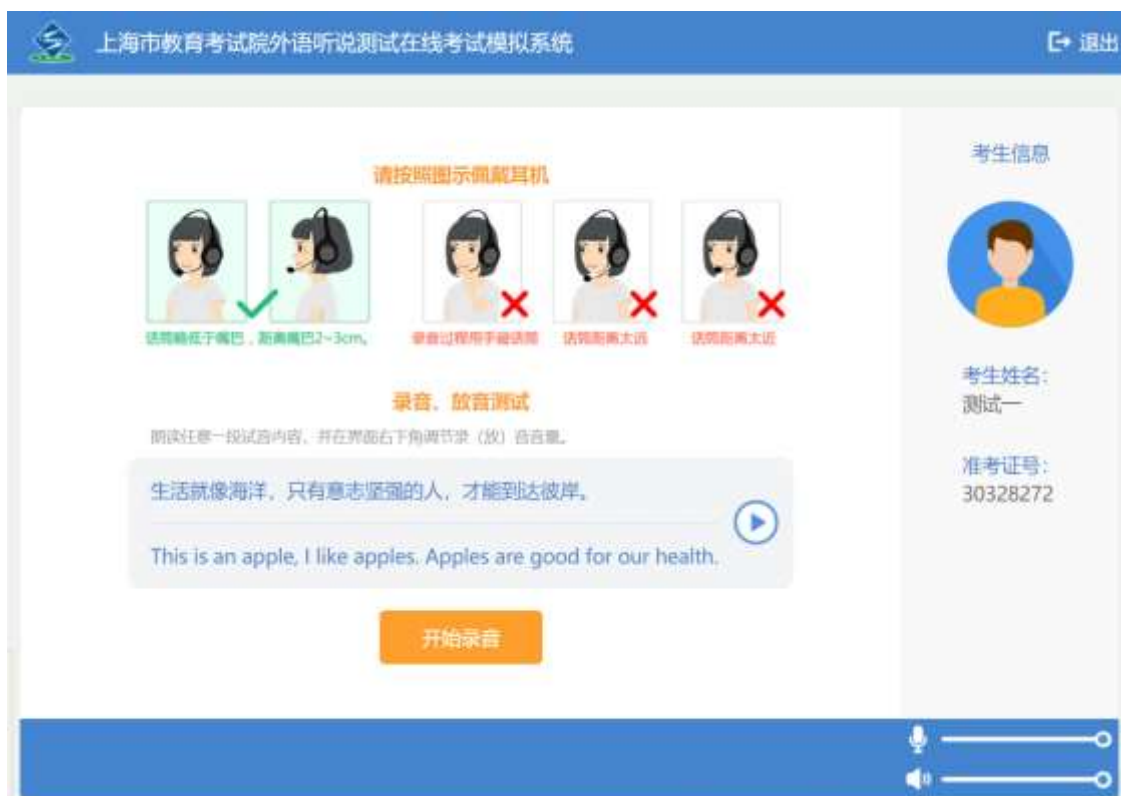 上海市教育考试院外语听说测试在线考试模拟系统
退出
请按照图示佩戴耳机
话筒略低于嘴巴，距离嘴巴2~3cm。
录音过程用手碰话筒
话筒距离太近
话筒距离太近
录音、放音测试
朗读任意一段试音内容，并在界面右下角调节录（放）音音量。
生活就像海洋，只有意志坚强的人，才能到达彼岸。
This is an apple, I like apples. Apples are good for our health.
开始录音
考生信息
考生姓名：
测试一
准考证号：
30328272